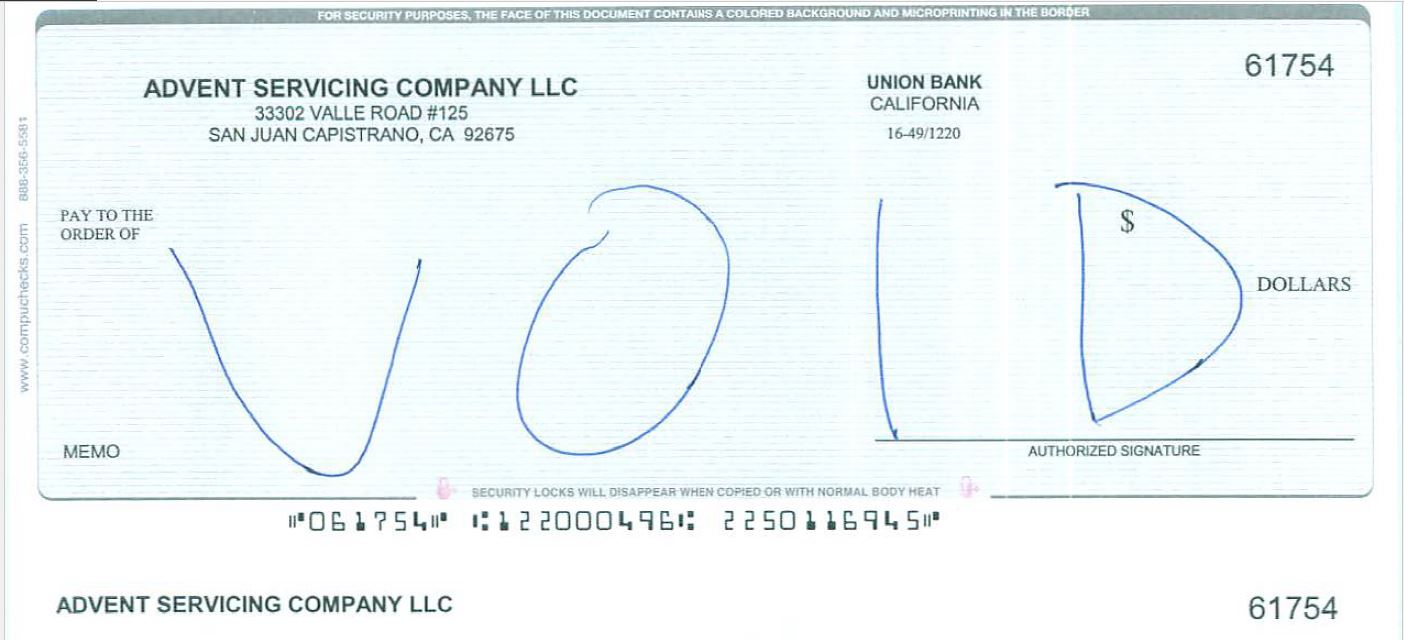 FOR SECURITY PURPOSES, THE FACE OF THIS DOCUMENT CONTAINS A COLORED BACKGROUND AND MICROPRINTING IN THE BORDER
61754
ADVENT SERVICING COMPANY LLC
33302 VALLE ROAD #125
SAN JUAN CAPISTRANO, CA 92675
UNION BANK
CALIFORNIA
16-49/1220
www.compuchecks.com 888-356-5581
PAY TO THE
ORDER OF
$
VOID
DOLLARS
MEMO
AUTHORIZED SIGNATURE
SECURITY LOCKS WILL DISAPPEAR WHEN COPIED OR WITH NORMAL BODY HEAT
⑈061754⑈ ⑆122000496⑆ 2250116945⑈
ADVENT SERVICING COMPANY LLC
61754